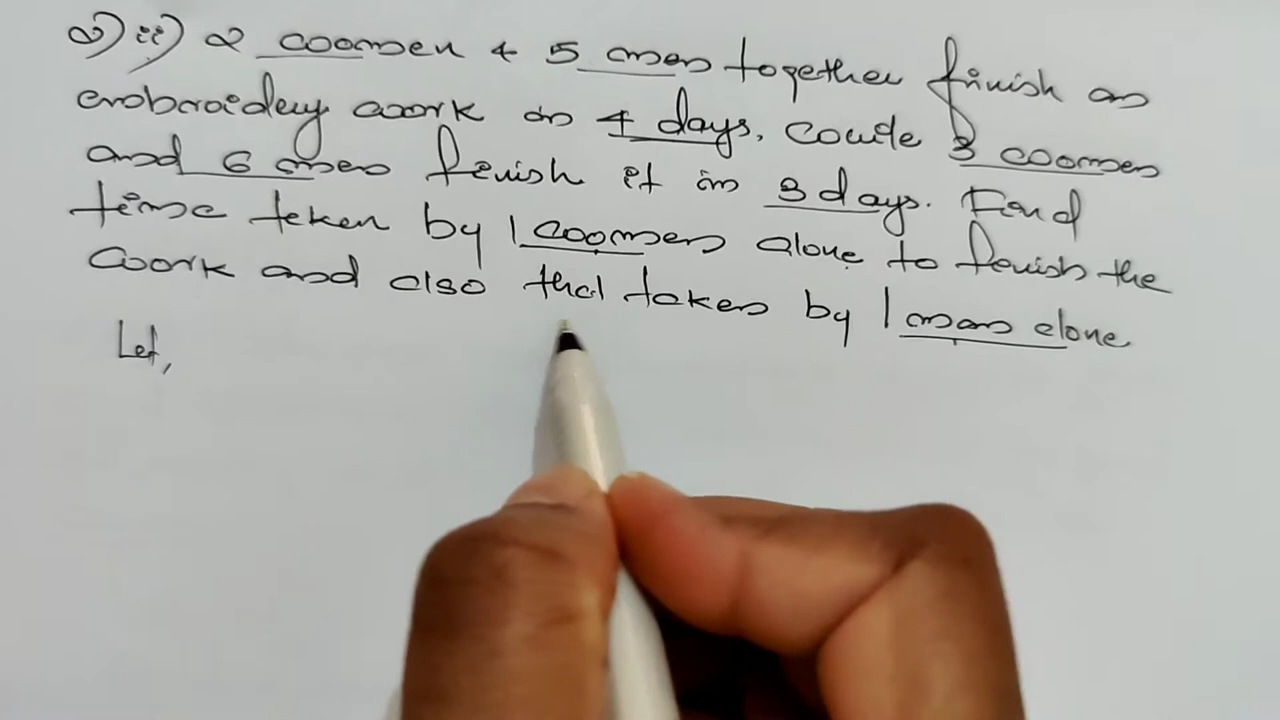 2) ii) 2 women & 5 men together finish an
embroidery work in 4 days, while 3 women
and 6 men finish it in 3 days. Find
time taken by 1 women alone to finish the
work and also that taken by 1 man alone
Let,